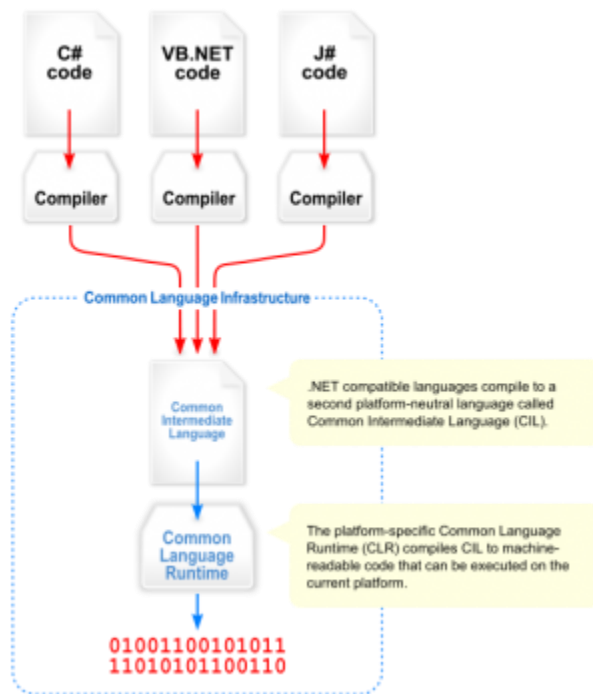 C#
code
VB.NET
code
J#
code
Compiler
Compiler
Compiler
Common Language Infrastructure
Common
Intermediate
Language
.NET compatible languages compile to a
second platform-neutral language called
Common Intermediate Language (CIL).
Common
Language
Runtime
The platform-specific Common Language
Runtime (CLR) compiles CIL to machine-
readable code that can be executed on the
current platform.
01001100101011
11010101100110